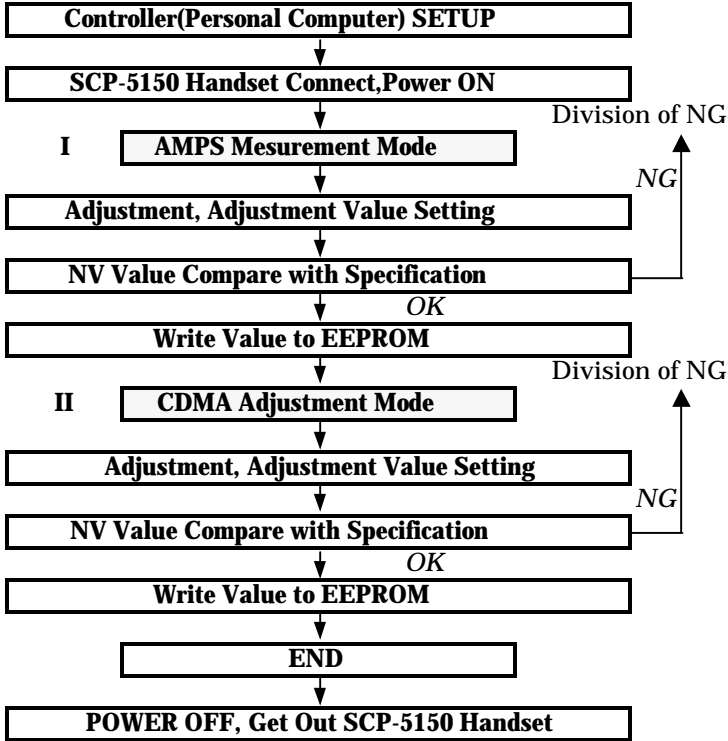 Controller(Personal Computer) SETUP
SCP-5150 Handset Connect,Power ON
Division of NG
I AMPS Mesurement Mode
NG
Adjustment, Adjustment Value Setting
NV Value Compare with Specification
OK
Write Value to EEPROM
Division of NG
II CDMA Adjustment Mode
Adjustment, Adjustment Value Setting
NG
NV Value Compare with Specification
OK
Write Value to EEPROM
END
POWER OFF, Get Out SCP-5150 Handset